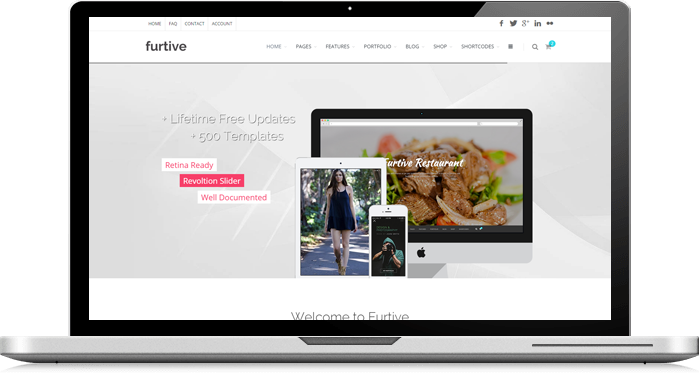 HOME FAQ CONTACT ACCOUNT
furtive
HOME PAGES FEATURES PORTFOLIO BLOG SHOP SHORTCODES
+ Lifetime Free Updates
+ 500 Templates
Retina Ready
Revoltion Slider
Well Documented
Furtive Restaurant
Welcome to Furtive